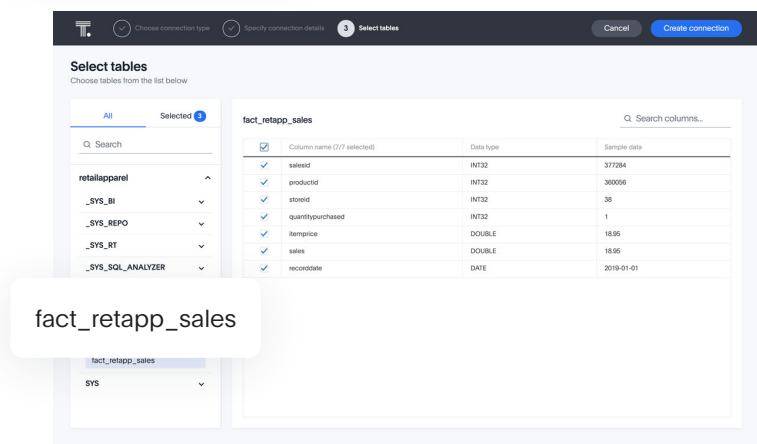 T.
Choose connection type
Specify connection details
3 Select tables
Cancel
Create connection
Select tables
Choose tables from the list below
All
Selected 3
Search
retailapparel
_SYS_BI
_SYS_REPO
_SYS_RT
_SYS_SQL_ANALYZER
fact_retapp_sales
fact_retapp_sales
SYS
fact_retapp_sales
Search columns...
Column name (7/7 selected) Data type Sample data
salesid INT32 377284
productid INT32 360056
storeid INT32 38
quantitypurchased INT32 1
itemprice DOUBLE 18.95
sales DOUBLE 18.95
recorddate DATE 2019-01-01